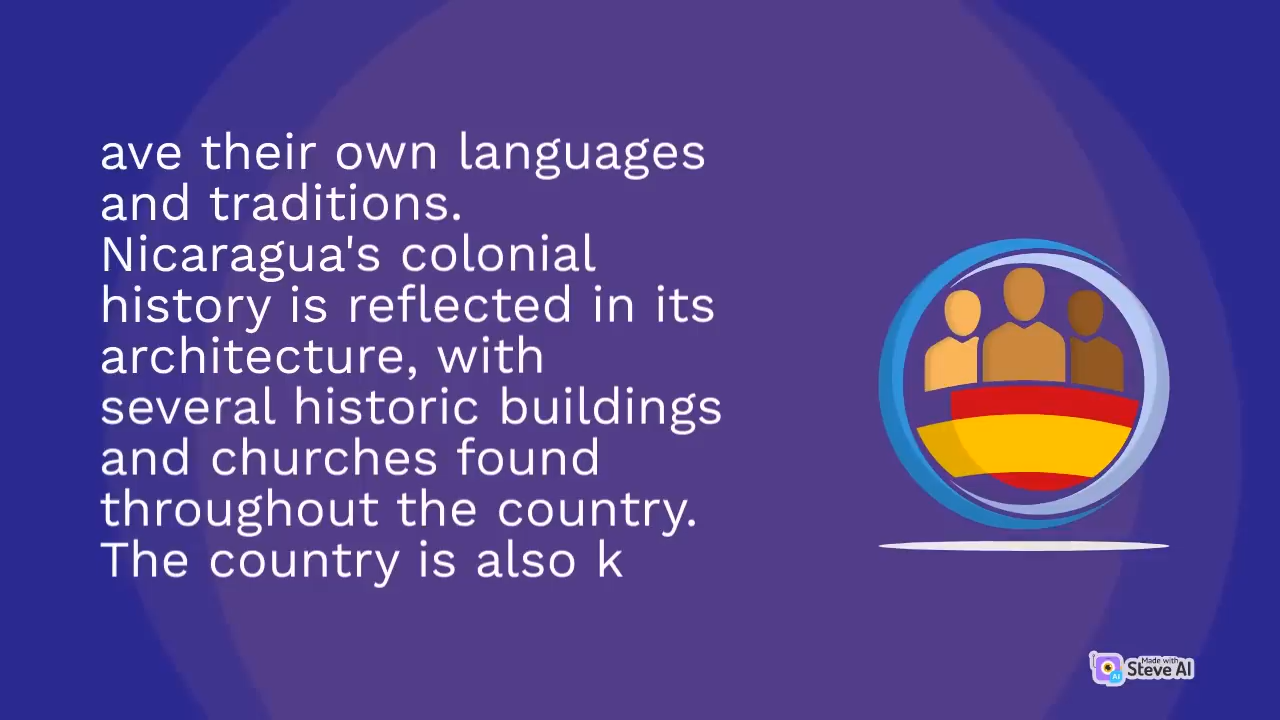 ave their own languages
and traditions.
Nicaragua's colonial
history is reflected in its
architecture, with
several historic buildings
and churches found
throughout the country.
The country is also k
Made with
Steve AI
AI